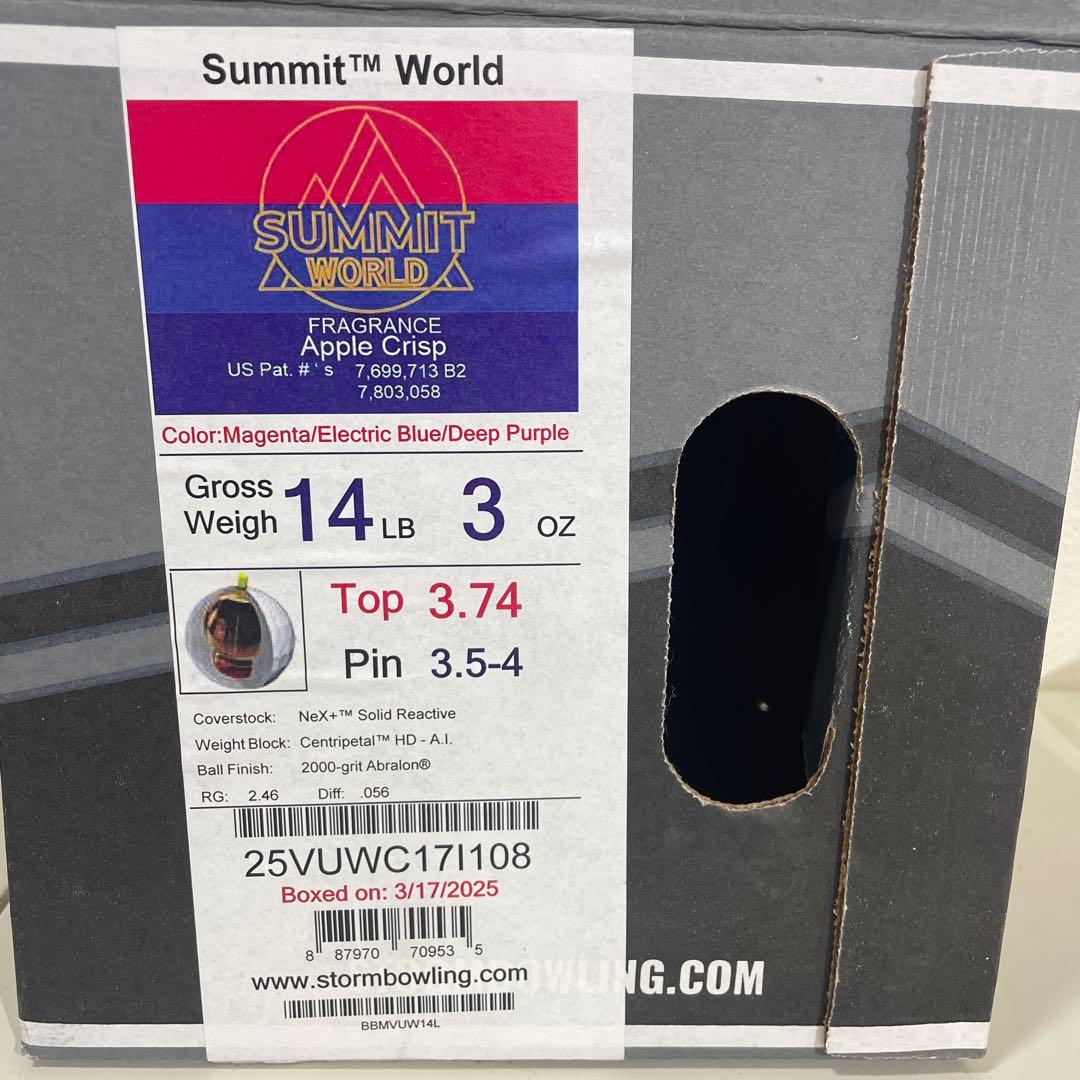 Summit™ World
SUMMIT
WORLD
FRAGRANCE
Apple Crisp
US Pat. # ‘ s 7,699,713 B2
7,803,058
Color:Magenta/Electric Blue/Deep Purple
Gross
Weigh 14 LB 3 OZ
Top 3.74
Pin 3.5-4
Coverstock: NeX+™ Solid Reactive
Weight Block: Centripetal™ HD - A.I.
Ball Finish: 2000-grit Abralon®
RG: 2.46 Diff: .056
25VUWC17I108
Boxed on: 3/17/2025
8 87970 70953 5
www.stormbowling.com
BOWLING.COM
BBMVUW14L